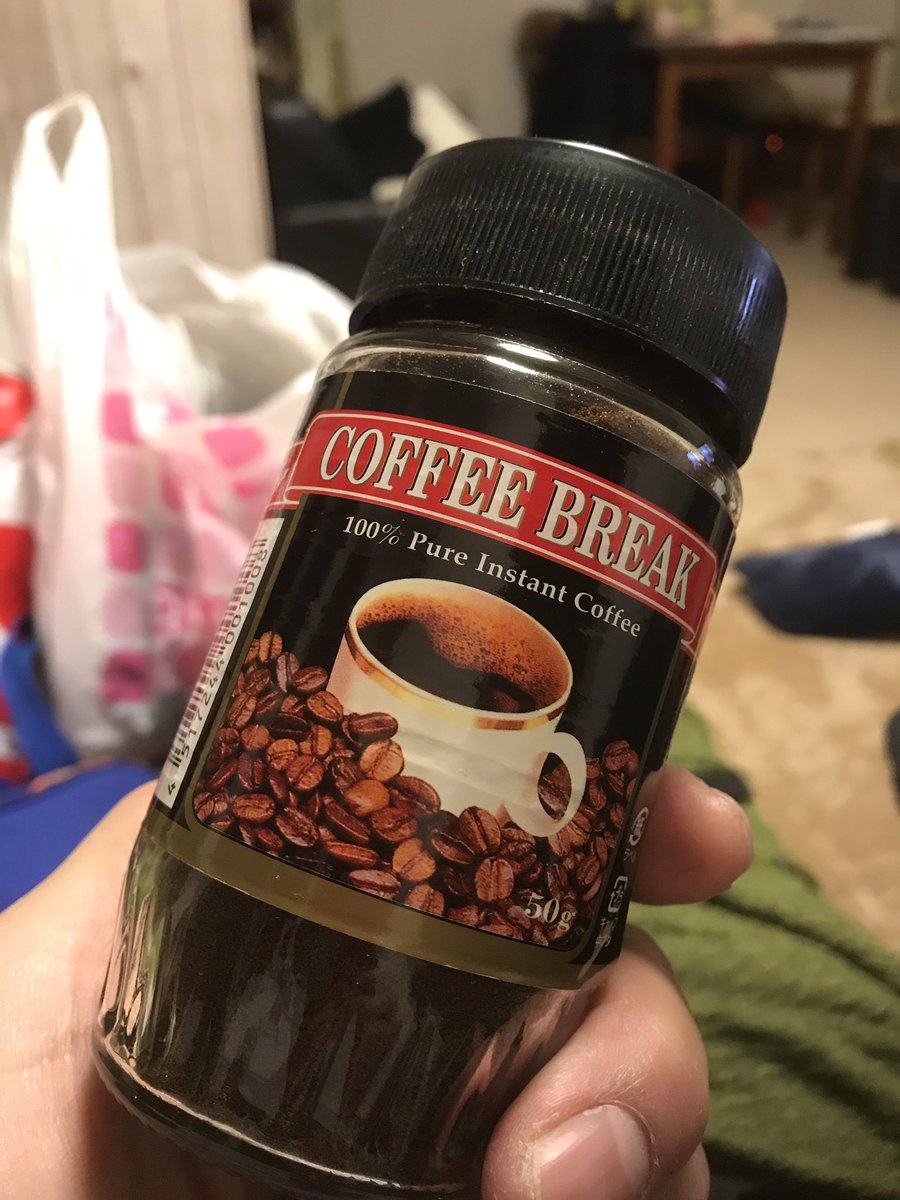 COFFEE BREAK
100% Pure Instant Coffee
50g